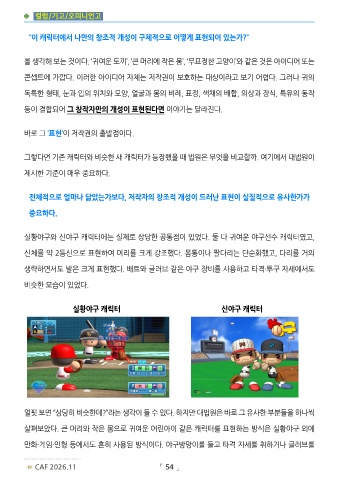 칼럼/기고/오피니언고
"이 캐릭터에서 나만의 창조적 개성이 구체적으로 어떻게 표현되어 있는가?"
를 생각해 보는 것이다. '귀여운 토끼', '큰 머리에 작은 몸', '무표정한 고양이'와 같은 것은 아이디어 또는
콘셉트에 가깝다. 이러한 아이디어 자체는 저작권이 보호하는 대상이라고 보기 어렵다. 그러나 귀의
독특한 형태, 눈과 입의 위치와 모양, 얼굴과 몸의 비례, 표정, 색채의 배합, 의상과 장식, 특유의 동작
등이 결합되어 그 창작자만의 개성이 표현된다면 이야기는 달라진다.
바로 그 '표현'이 저작권의 출발점이다.
그렇다면 기존 캐릭터와 비슷한 새 캐릭터가 등장했을 때 법원은 무엇을 비교할까. 여기에서 대법원이
제시한 기준이 매우 중요하다.
전체적으로 얼마나 닮았는가보다, 저작자의 창조적 개성이 드러난 표현이 실질적으로 유사한가가
중요하다.
실황야구와 신야구 캐릭터에는 실제로 상당한 공통점이 있었다. 둘 다 귀여운 야구선수 캐릭터였고,
신체를 약 2등신으로 표현하여 머리를 크게 강조했다. 몸통이나 팔다리는 단순화했고, 다리를 거의
생략하면서도 발은 크게 표현했다. 배트와 글러브 같은 야구 장비를 사용하고 타격·투구 자세에서도
비슷한 모습이 있었다.
실황야구 캐릭터 신야구 캐릭터
얼핏 보면 "상당히 비슷한데?"라는 생각이 들 수 있다. 하지만 대법원은 바로 그 유사한 부분들을 하나씩
살펴보았다. 큰 머리와 작은 몸으로 귀여운 어린아이 같은 캐릭터를 표현하는 방식은 실황야구 외에
만화·게임·인형 등에서도 흔히 사용된 방식이다. 야구방망이를 들고 타격 자세를 취하거나 글러브를
CAF 2026.11 「 54 」